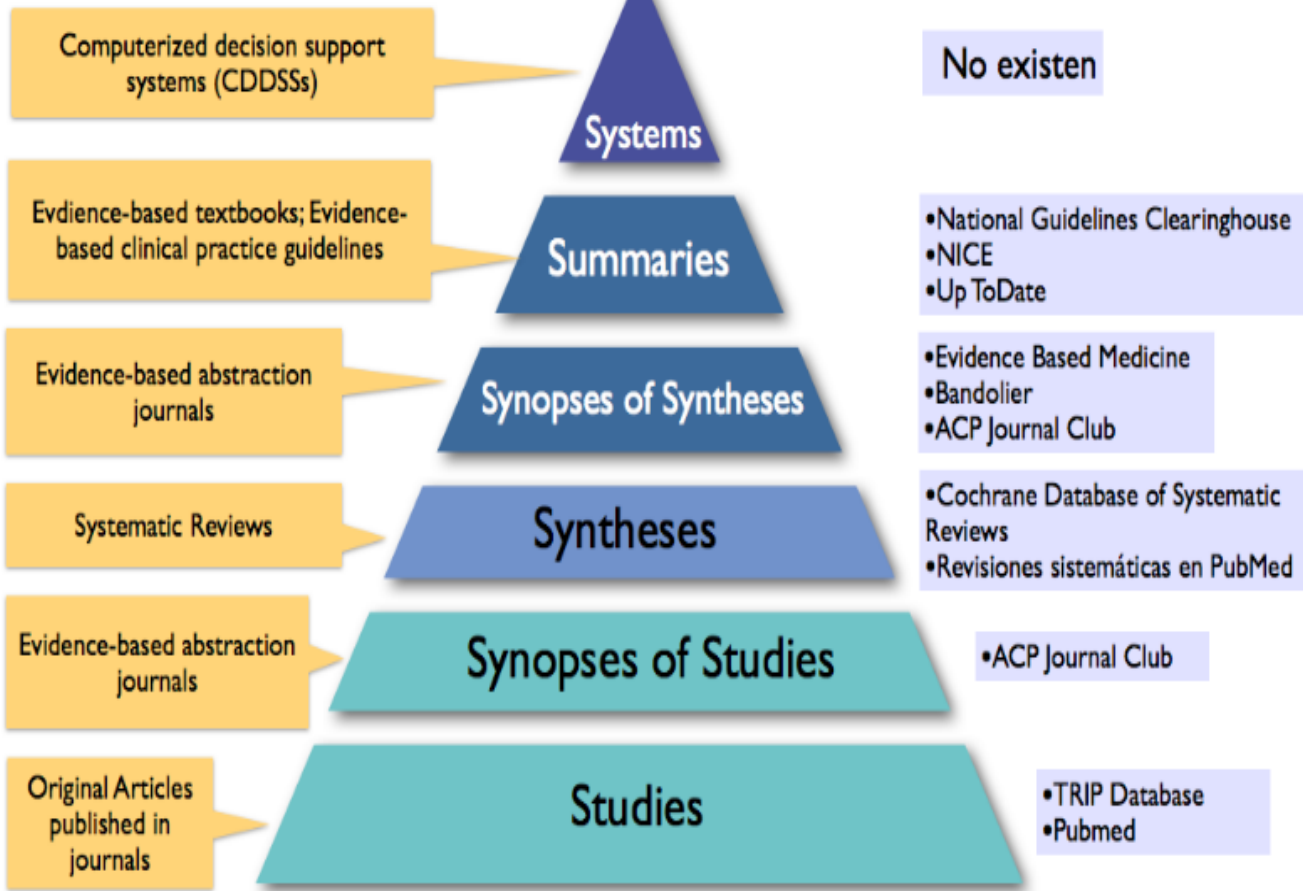 Computerized decision support
systems (CDDSSs)
Systems
No existen
Evdience-based textbooks; Evidence-
based clinical practice guidelines
Summaries
•National Guidelines Clearinghouse
•NICE
•Up ToDate
Evidence-based abstraction
journals
Synopses of Syntheses
•Evidence Based Medicine
•Bandolier
•ACP Journal Club
Systematic Reviews
Syntheses
•Cochrane Database of Systematic
Reviews
•Revisiones sistemáticas en PubMed
Evidence-based abstraction
journals
Synopses of Studies
•ACP Journal Club
Original Articles
published in
journals
Studies
•TRIP Database
•Pubmed